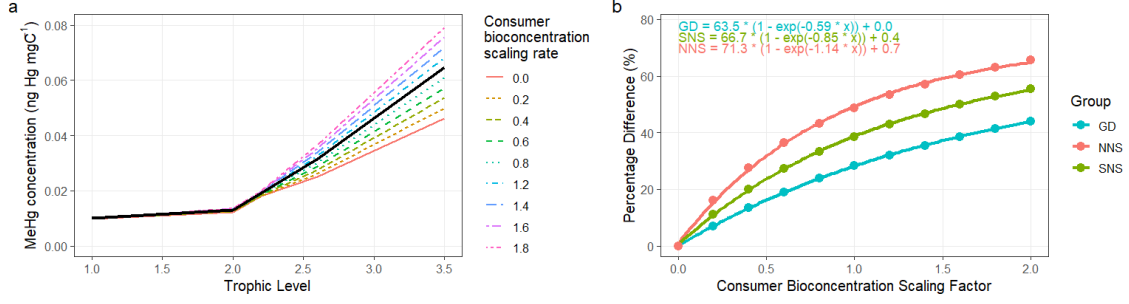 a
MeHg concentration (ng Hg mgC⁻¹)
0.08
0.06
0.04
0.02
0.00
1.0 1.5 2.0 2.5 3.0 3.5
Trophic Level
Consumer
bioconcentration
scaling rate
0.0
0.2
0.4
0.6
0.8
1.2
1.4
1.6
1.8
b
GD = 63.5 * (1 - exp(-0.59 * x)) + 0.0
SNS = 66.7 * (1 - exp(-0.85 * x)) + 0.4
NNS = 71.3 * (1 - exp(-1.14 * x)) + 0.7
Percentage Difference (%)
80
60
40
20
0
0.0 0.5 1.0 1.5 2.0
Consumer Bioconcentration Scaling Factor
Group
GD
NNS
SNS